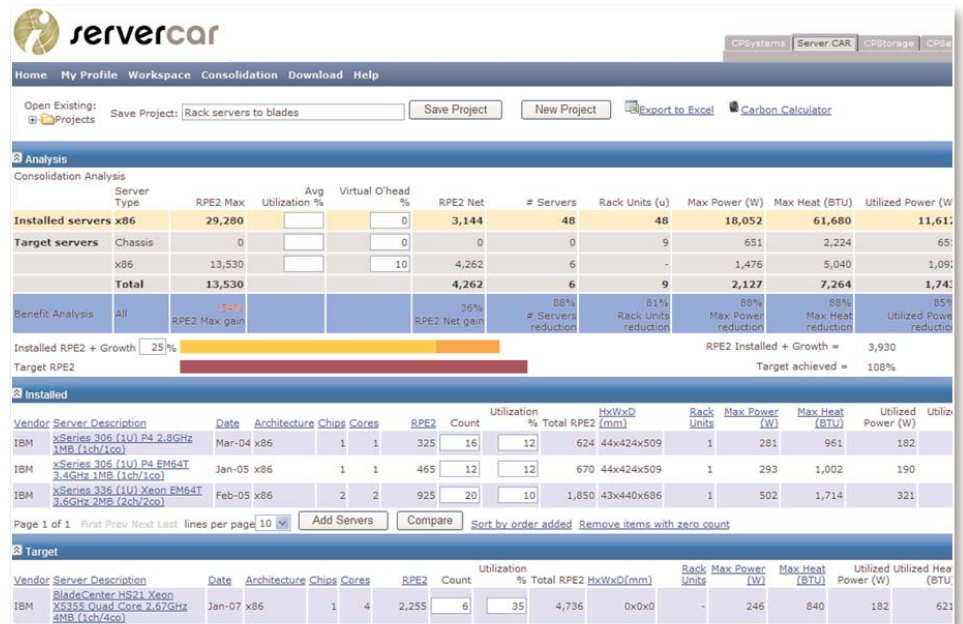 servercar
CPSystems Server CAR CPStorage CPSe
Home My Profile Workspace Consolidation Download Help
Open Existing:
Projects
Save Project: Rack servers to blades Save Project New Project Export to Excel Carbon Calculator
Analysis
Consolidation Analysis
Server Type RPE2 Max Avg Utilization % Virtual O'head % RPE2 Net # Servers Rack Units (u) Max Power (W) Max Heat (BTU) Utilized Power (W
Installed servers x86 29,280 0 3,144 48 48 18,052 61,680 11,612
Target servers Chassis 0 0 0 0 9 651 2,224 65
x86 13,530 10 4,262 6 - 1,476 5,040 1,092
Total 13,530 4,262 6 9 2,127 7,264 1,743
Benefit Analysis All -54% RPE2 Max gain 36% RPE2 Net gain 88% # Servers reduction 81% Rack Units reduction 88% Max Power reduction 88% Max Heat reduction 85% Utilized Powe reductio
Installed RPE2 + Growth 25 % RPE2 Installed + Growth = 3,930
Target RPE2 Target achieved = 108%
Installed
Vendor Server Description Date Architecture Chips Cores RPE2 Count Utilization % Total RPE2 HxWxD (mm) Rack Units Max Power (W) Max Heat (BTU) Utilized Power (W) Utiliz
IBM xSeries 306 (1U) P4 2.8GHz 1MB (1ch/1co) Mar-04 x86 1 1 325 16 12 624 44x424x509 1 281 961 182
IBM xSeries 306 (1U) P4 EM64T 3.4GHz 1MB (1ch/1co) Jan-05 x86 1 1 465 12 12 670 44x424x509 1 293 1,002 190
IBM xSeries 336 (1U) Xeon EM64T 3.6GHz 2MB (2ch/2co) Feb-05 x86 2 2 925 20 10 1,850 43x440x686 1 502 1,714 321
Page 1 of 1 First Prev Next Last lines per page 10 Add Servers Compare Sort by order added Remove items with zero count
Target
Vendor Server Description Date Architecture Chips Cores RPE2 Count Utilization % Total RPE2 HxWxD(mm) Rack Units Max Power (W) Max Heat (BTU) Utilized Power (W) Utilized Hea (BTU
IBM BladeCenter HS21 Xeon X5355 Quad Core 2.67GHz 4MB (1ch/4co) Jan-07 x86 1 4 2,255 6 35 4,736 0x0x0 - 246 840 182 621